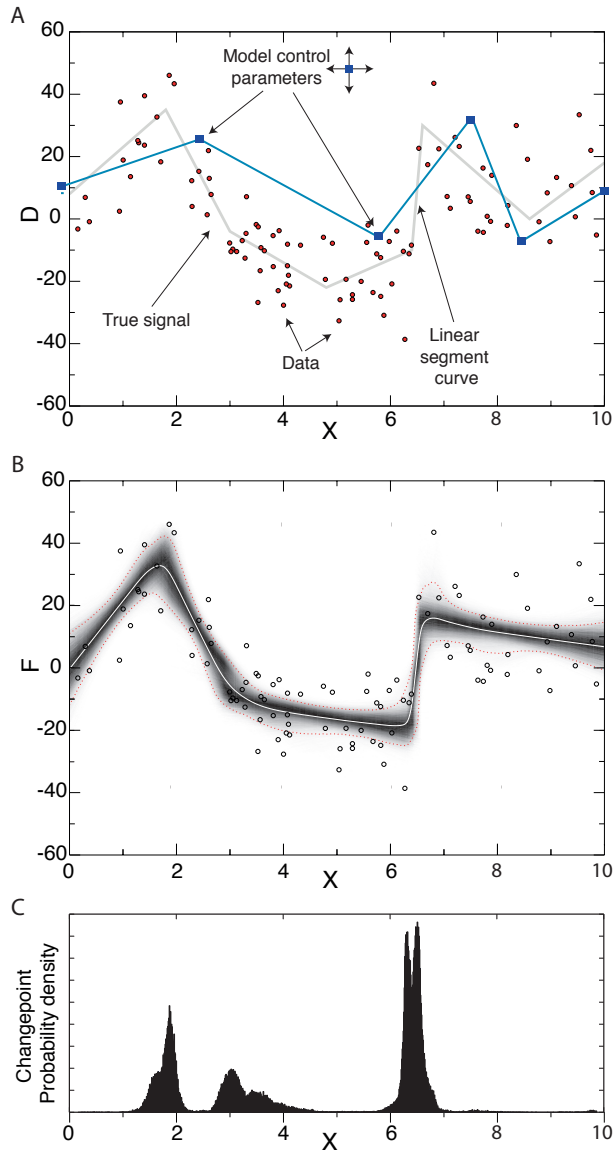 A
60
40
20
0
-20
-40
-60
D
Model control
parameters
True signal
Data
Linear
segment
curve
0 2 4 6 8 10
X
B
60
40
20
0
-20
-40
-60
F
0 2 4 6 8 10
X
C
Changepoint
Probability density
0 2 4 6 8 10
X